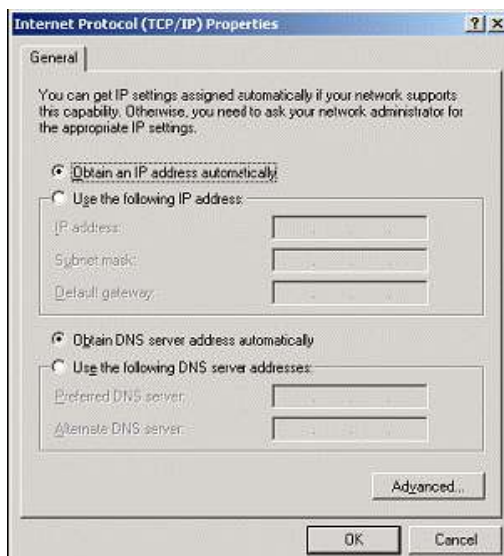 Internet Protocol (TCP/IP) Properties
General
You can get IP settings assigned automatically if your network supports
this capability. Otherwise, you need to ask your network administrator for
the appropriate IP settings.
Obtain an IP address automatically
Use the following IP address:
IP address:
Subnet mask:
Default gateway:
Obtain DNS server address automatically
Use the following DNS server addresses:
Preferred DNS server:
Alternate DNS server:
Advanced...
OK
Cancel